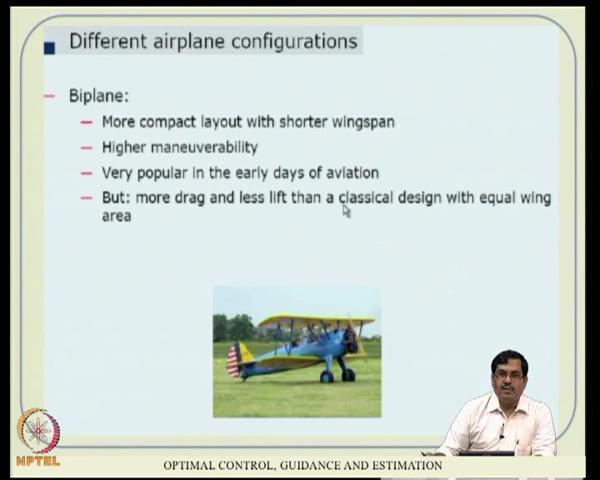 Different airplane configurations
Biplane:
More compact layout with shorter wingspan
Higher maneuverability
Very popular in the early days of aviation
But: more drag and less lift than a classical design with equal wing
area
NPTEL
OPTIMAL CONTROL, GUIDANCE AND ESTIMATION